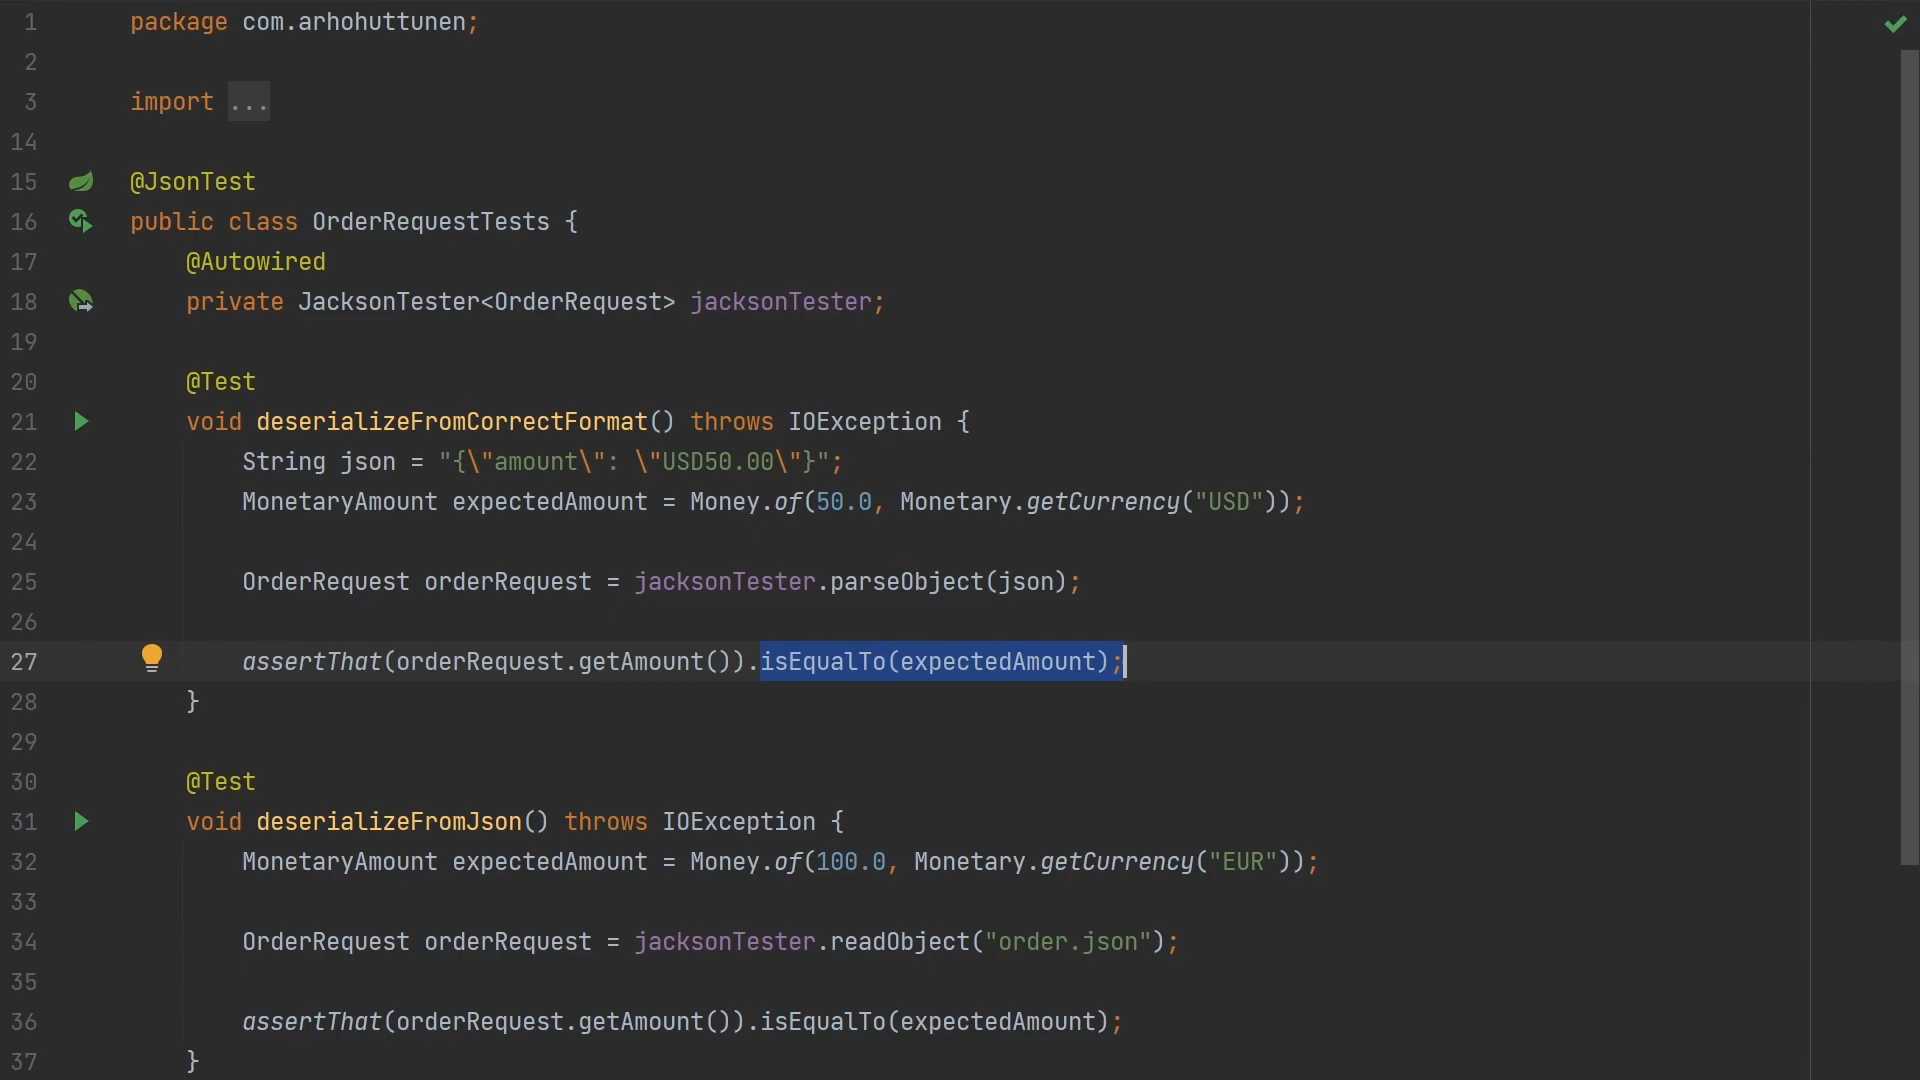 1 package com.arhohuttunen;
2
3 import ...
14
15 @JsonTest
16 public class OrderRequestTests {
17 @Autowired
18 private JacksonTester<OrderRequest> jacksonTester;
19
20 @Test
21 void deserializeFromCorrectFormat() throws IOException {
22 String json = "{\"amount\": \"USD50.00\"}";
23 MonetaryAmount expectedAmount = Money.of(50.0, Monetary.getCurrency("USD"));
24
25 OrderRequest orderRequest = jacksonTester.parseObject(json);
26
27 assertThat(orderRequest.getAmount()).isEqualTo(expectedAmount);
28 }
29
30 @Test
31 void deserializeFromJson() throws IOException {
32 MonetaryAmount expectedAmount = Money.of(100.0, Monetary.getCurrency("EUR"));
33
34 OrderRequest orderRequest = jacksonTester.readObject("order.json");
35
36 assertThat(orderRequest.getAmount()).isEqualTo(expectedAmount);
37 }